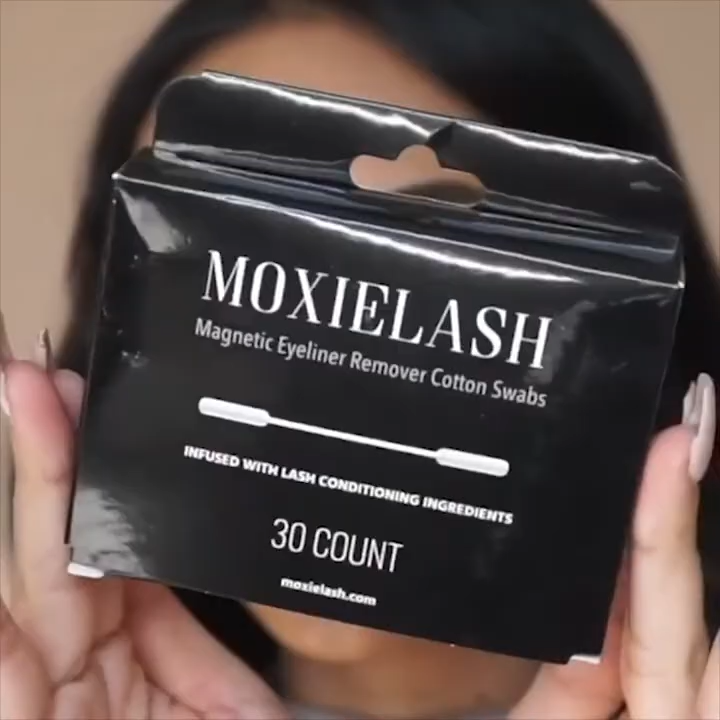 MOXIELASH
Magnetic Eyeliner Remover Cotton Swabs
INFUSED WITH LASH CONDITIONING INGREDIENTS
30 COUNT
moxielash.com